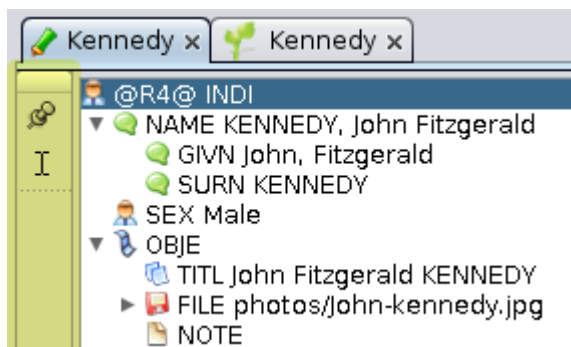 Kennedy x Kennedy x
@R4@ INDI
NAME KENNEDY, John Fitzgerald
GIVN John, Fitzgerald
SURN KENNEDY
SEX Male
OBJE
TITL John Fitzgerald KENNEDY
FILE photos/John-kennedy.jpg
NOTE